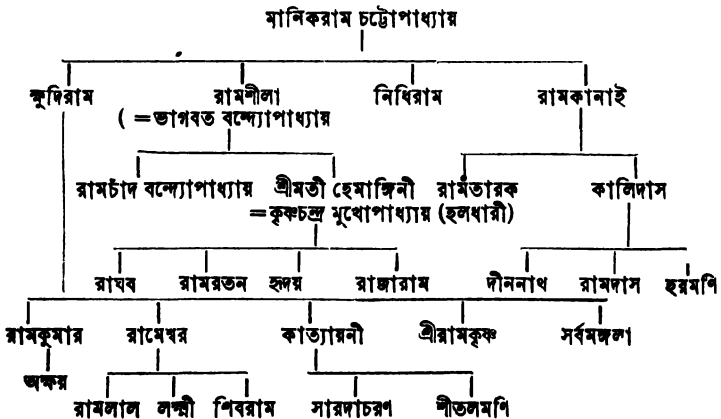 মানিকরাম চট্টোপাধ্যায়
ক্ষুদিরাম রামশীলা নিধিরাম রামকানাই
( =ভাগবত বন্দ্যোপাধ্যায়
রামচাঁদ বন্দ্যোপাধ্যায় শ্রীমতী হেমাঙ্গিনী রামতারক কালিদাস
=কৃষ্ণচন্দ্র মুখোপাধ্যায় (হলধারী)
রাঘব রামরতন হৃদয় রাজারাম দীননাথ রামদাস হরমণি
রামকুমার রামেশ্বর কাত্যায়নী শ্রীরামকৃষ্ণ সর্বমঙ্গলা
অক্ষয়
রামলাল লক্ষ্মী শিবরাম সারদাচরণ শীতলমণি